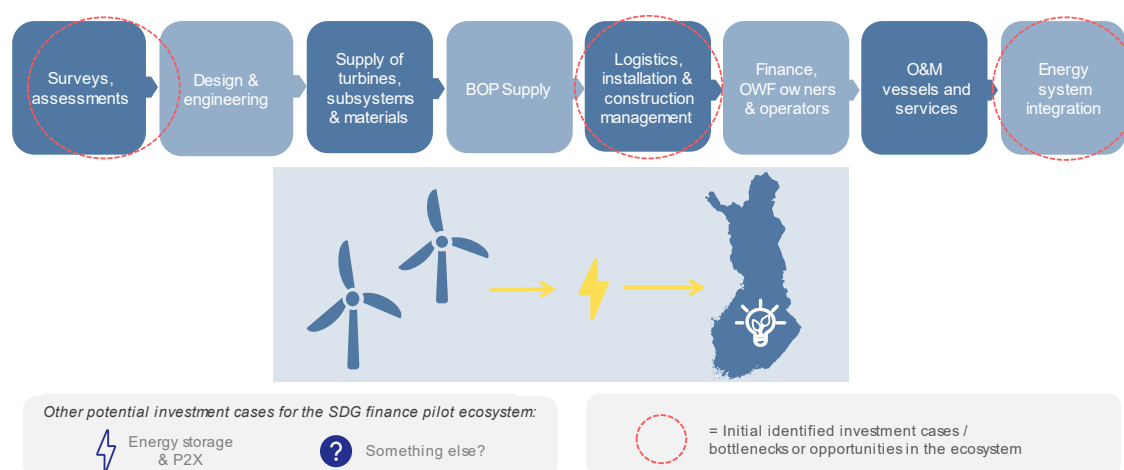 Surveys,
assessments
Design &
engineering
Supply of
turbines,
subsystems
& materials
BOP Supply
Logistics,
installation &
construction
management
Finance,
OWF owners
& operators
O&M
vessels and
services
Energy
system
integration
Other potential investment cases for the SDG finance pilot ecosystem:
Energy storage
& P2X
?
Something else?
= Initial identified investment cases /
bottlenecks or opportunities in the ecosystem